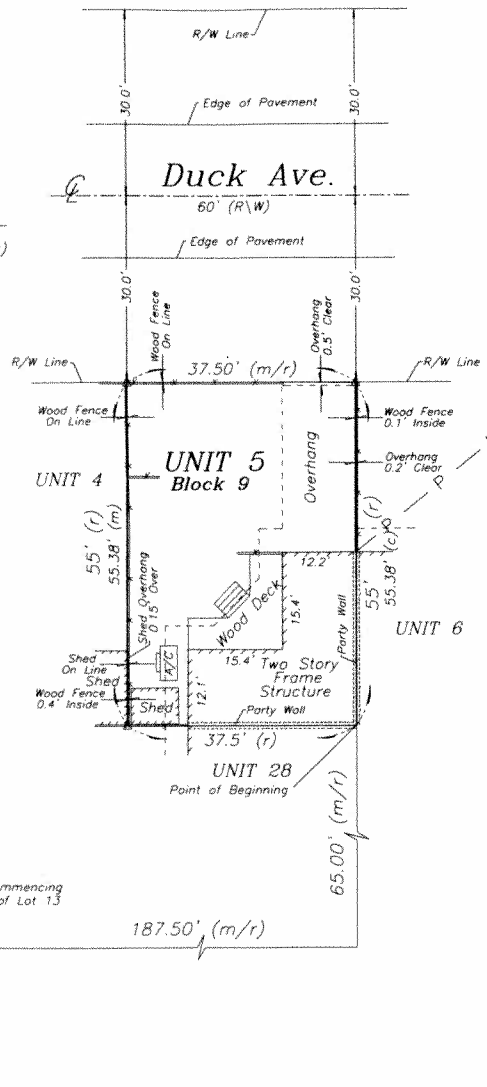 R/W Line
30.0'
30.0'
Edge of Pavement
Duck Ave.
℄
60' (R\W)
Edge of Pavement
30.0'
30.0'
Wood Fence
On Line
Overhang
0.5' Clear
R/W Line
37.50' (m/r)
R/W Line
Wood Fence
On Line
Wood Fence
0.1' Inside
UNIT 5
Block 9
Overhang
Overhang
0.2' Clear
UNIT 4
P
P
55' (r)
55.38' (m)
55' (r)
55.38' (c)
12.2'
Shed Overhang
0.15' Over
Wood Deck
15.4'
Party Wall
UNIT 6
Shed
On Line
A/C
15.4'
Two Story
Frame
Structure
Shed
Wood Fence
0.4' Inside
Shed
12.1'
Party Wall
37.5' (r)
UNIT 28
Point of Beginning
65.00' (m/r)
mmencing
of Lot 13
187.50' (m/r)